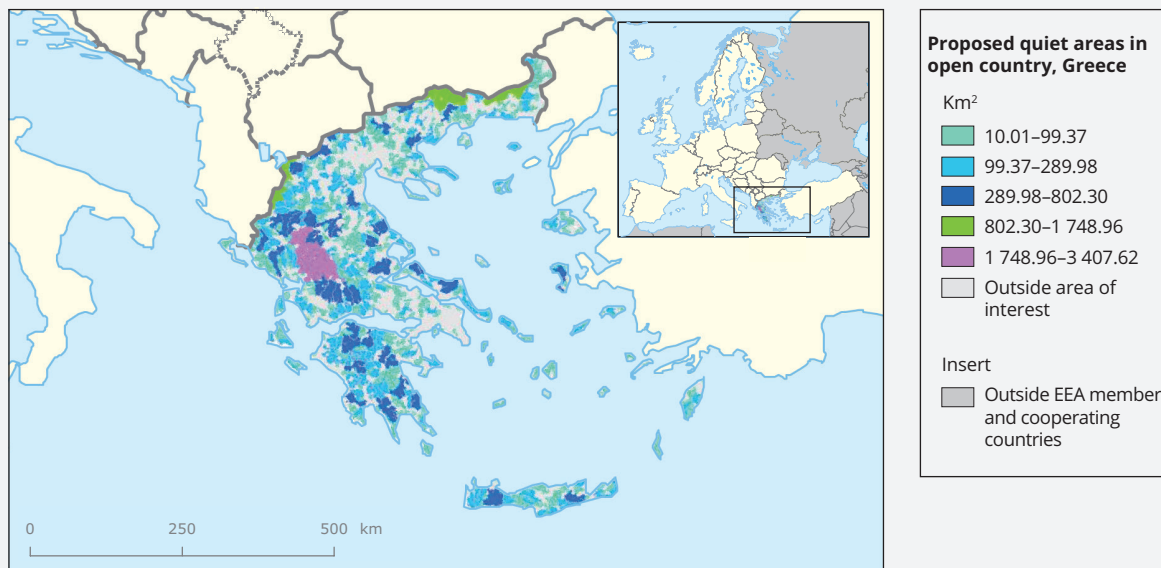 Proposed quiet areas in
open country, Greece
Km²
10.01–99.37
99.37–289.98
289.98–802.30
802.30–1 748.96
1 748.96–3 407.62
Outside area of
interest
Insert
Outside EEA member
and cooperating
countries
0 250 500 km